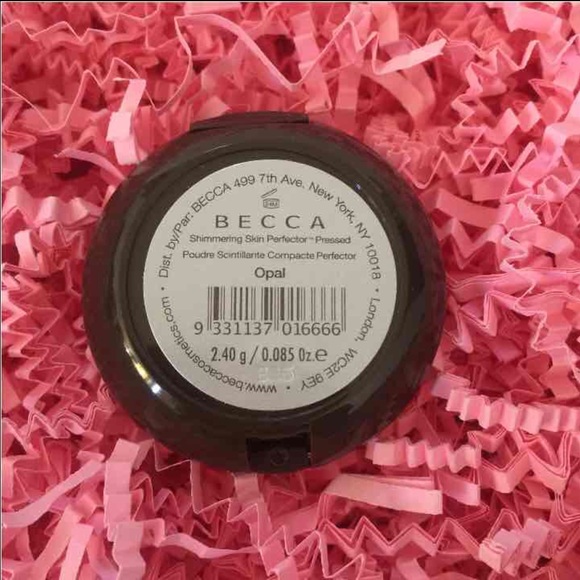 • Dist. by/Par: BECCA 499 7th Ave, New York, NY 10018 • London, WC2E 9EY • www.beccacosmetics.com
BECCA
Shimmering Skin Perfector™ Pressed
Poudre Scintillante Compacte Perfector
Opal
9 331137 016666
2.40 g / 0.085 Oz.e